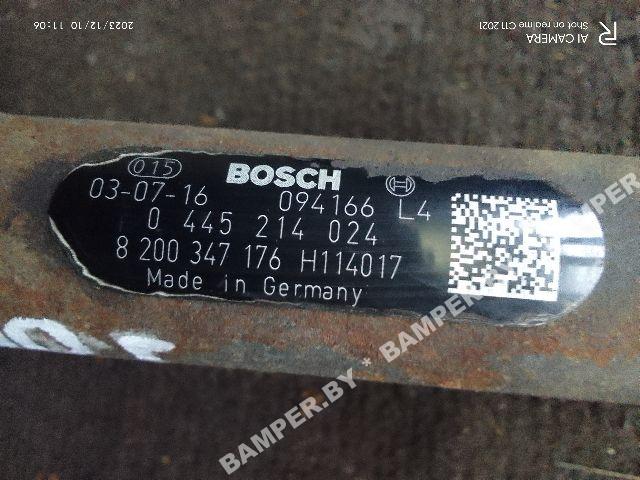 2023/12/10 11:06
AI CAMERA
Shot on realme C11 2021
R
015
BOSCH
03-07-16 094166 L4
0 445 214 024
8 200 347 176 H114017
Made in Germany
BAMPER.BY * BAMPER.BY